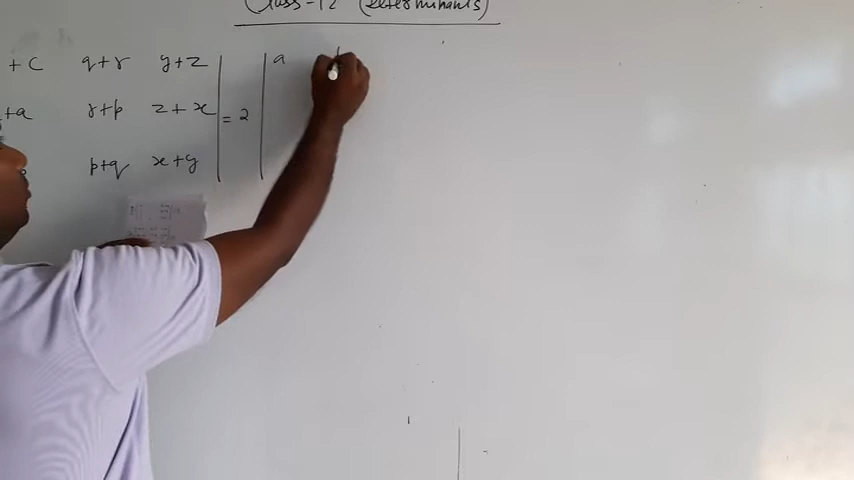 Class-12 (Determinants)
+ c q+r y+z | | a
+a r+p z+x | = 2 |
p+q x+y | |